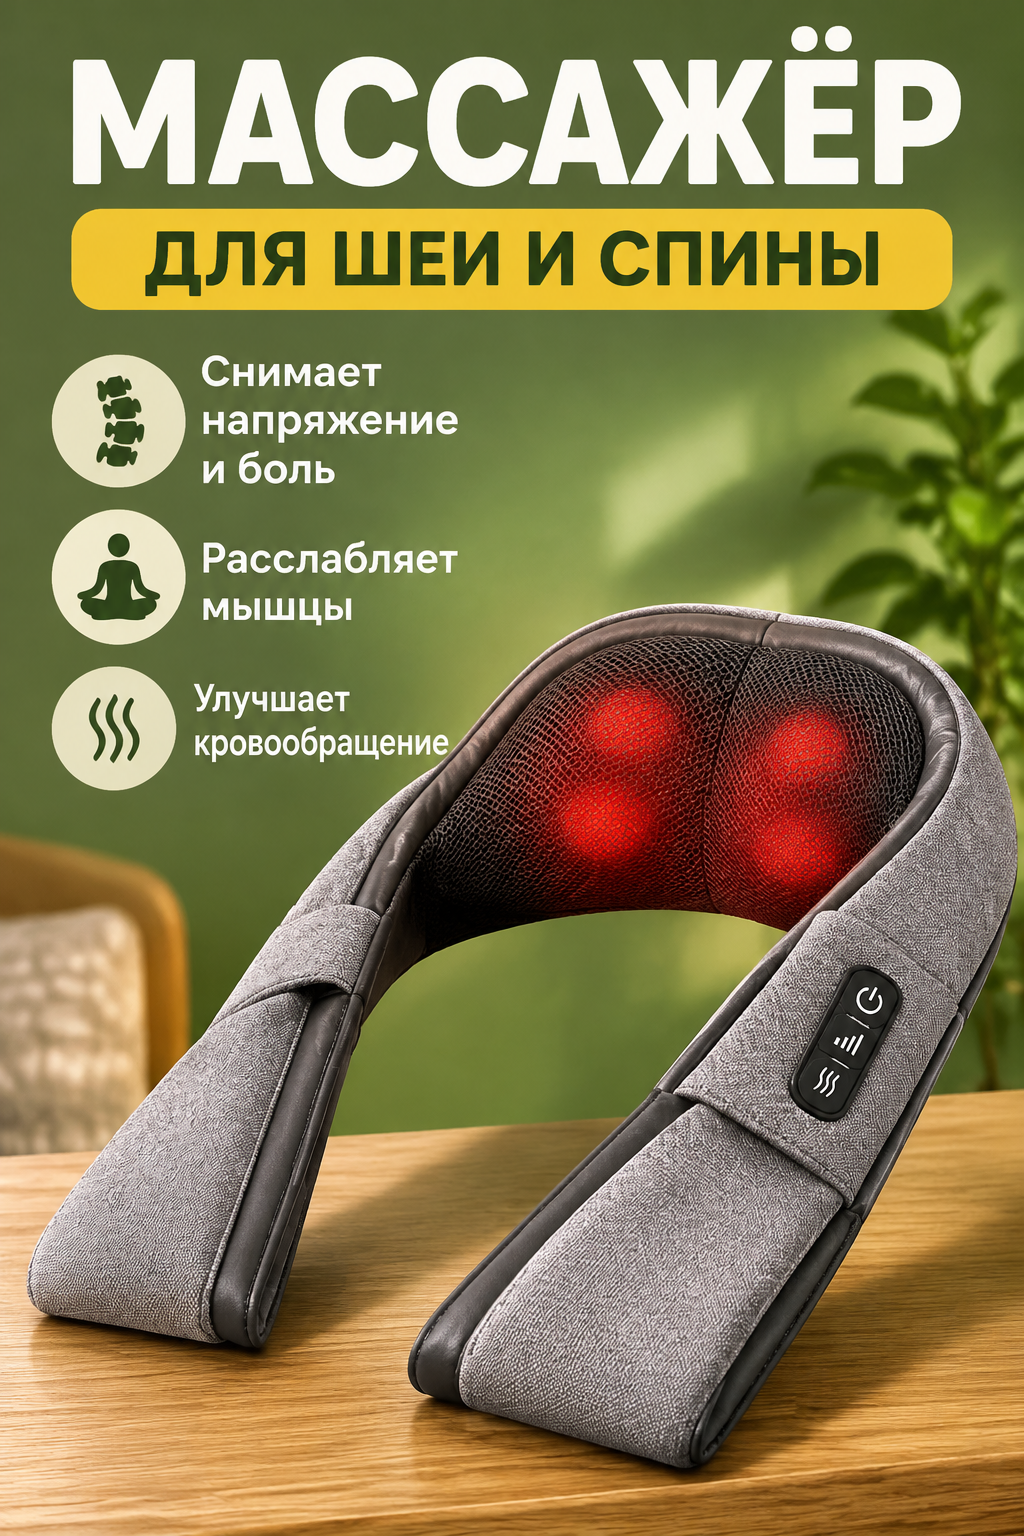 МАССАЖЁР
ДЛЯ ШЕИ И СПИНЫ
Снимает
напряжение
и боль
Расслабляет
мышцы
Улучшает
кровообращение